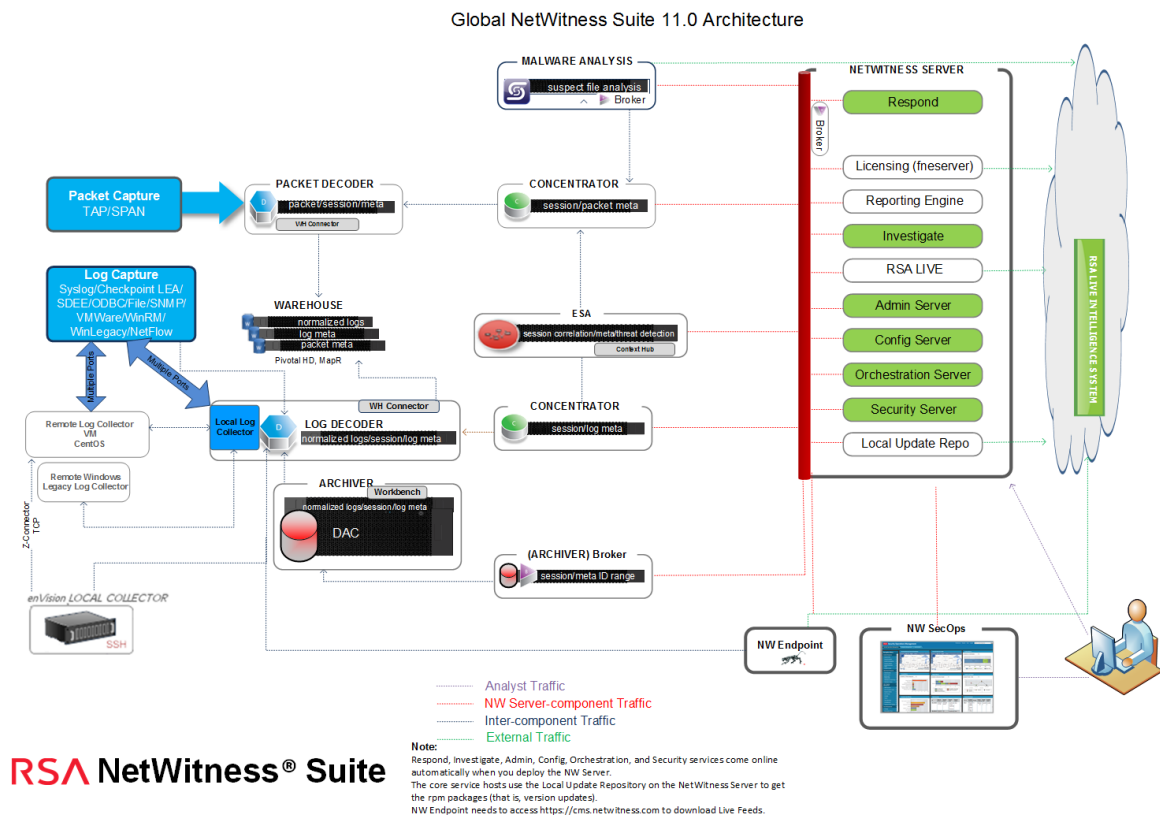 Global NetWitness Suite 11.0 Architecture
MALWARE ANALYSIS
suspect file analysis
Broker
NETWITNESS SERVER
Respond
Broker
Licensing (fneserver)
Reporting Engine
Investigate
RSA LIVE
Admin Server
Config Server
Orchestration Server
Security Server
Local Update Repo
RSA LIVE INTELLIGENCE SYSTEM
Packet Capture
TAP/SPAN
PACKET DECODER
D
packet/session/meta
WH Connector
CONCENTRATOR
C
session/packet meta
Log Capture
Syslog/Checkpoint LEA/
SDEE/ODBC/File/SNMP/
VMWare/WinRM/
WinLegacy/NetFlow
WAREHOUSE
normalized logs
log meta
packet meta
Pivotal HD, MapR
ESA
session correlation/meta/threat detection
Context Hub
Multiple Ports
Multiple Ports
Remote Log Collector
VM
CentOS
Local Log
Collector
WH Connector
D
LOG DECODER
normalized logs/session/log meta
CONCENTRATOR
C
session/log meta
Remote Windows
Legacy Log Collector
ARCHIVER
Workbench
normalized logs/session/log meta
DAC
Z-Connector
TCP
(ARCHIVER) Broker
session/meta ID range
enVision LOCAL COLLECTOR
SSH
NW Endpoint
NW SecOps
Analyst Traffic
NW Server-component Traffic
Inter-component Traffic
External Traffic
RSA NetWitness® Suite
Note:
Respond, Investigate, Admin, Config, Orchestration, and Security services come online
automatically when you deploy the NW Server.
The core service hosts use the Local Update Repository on the NetWitness Server to get
the rpm packages (that is, version updates).
NW Endpoint needs to access https://cms.netwitness.com to download Live Feeds.